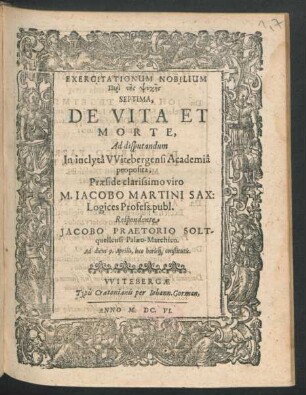 EXERCITATIONUM NOBILIUM
Περὶ τῆς ψυχῆς
SEPTIMA,
DE VITA ET
MORTE,
Ad disputandum
In inclytâ VVitebergensi Academiâ
proposita,
Præside clarissimo viro
M. IACOBO MARTINI SAX:
Logices Profess. publ.
Respondente
JACOBO PRAETORIO SOLT-
quellensi Palæo-Marchico.
Ad diem 9. Aprilis, loco horisq; consuetis.
VVITEBERGÆ
Typis Cratonianis per Johann. Gorman.
ANNO M. DC. VI.